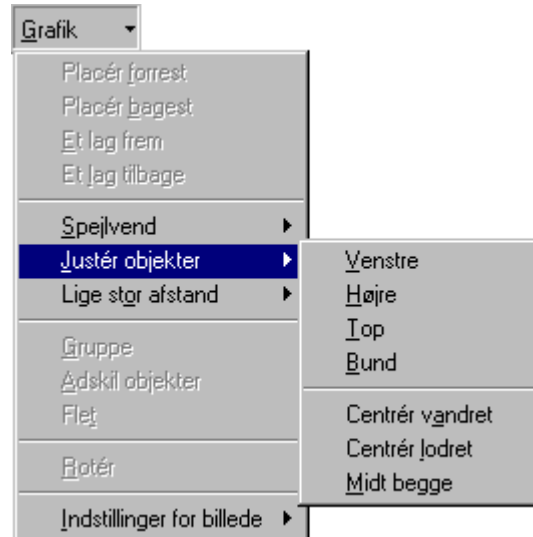 Grafik
Placér forrest
Placér bagest
Et lag frem
Et lag tilbage
Spejlvend
Justér objekter
Lige stor afstand
Gruppe
Adskil objekter
Flet
Rotér
Indstillinger for billede
Venstre
Højre
Top
Bund
Centrér vandret
Centrér lodret
Midt begge